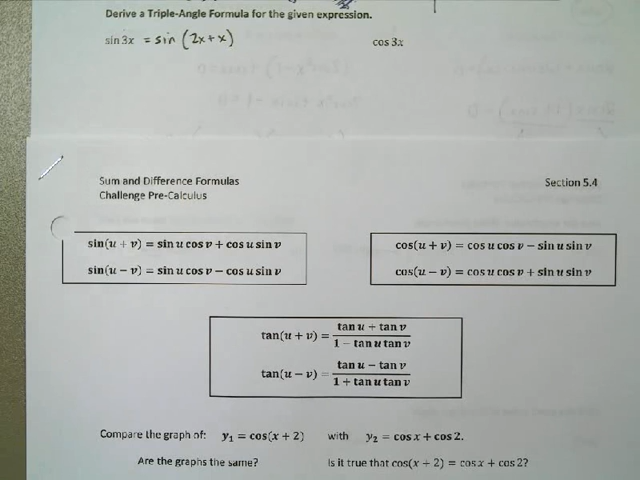 Derive a Triple-Angle Formula for the given expression.
sin 3x = sin (2x+x)
cos 3x
Sum and Difference Formulas
Section 5.4
Challenge Pre-Calculus
sin(u + v) = sin u cos v + cos u sin v
sin(u − v) = sin u cos v − cos u sin v
cos(u + v) = cos u cos v − sin u sin v
cos(u − v) = cos u cos v + sin u sin v
tan(u + v) = (tan u + tan v) / (1 − tan u tan v)
tan(u − v) = (tan u − tan v) / (1 + tan u tan v)
Compare the graph of: y₁ = cos(x + 2) with y₂ = cos x + cos 2.
Are the graphs the same? Is it true that cos(x + 2) = cos x + cos 2?